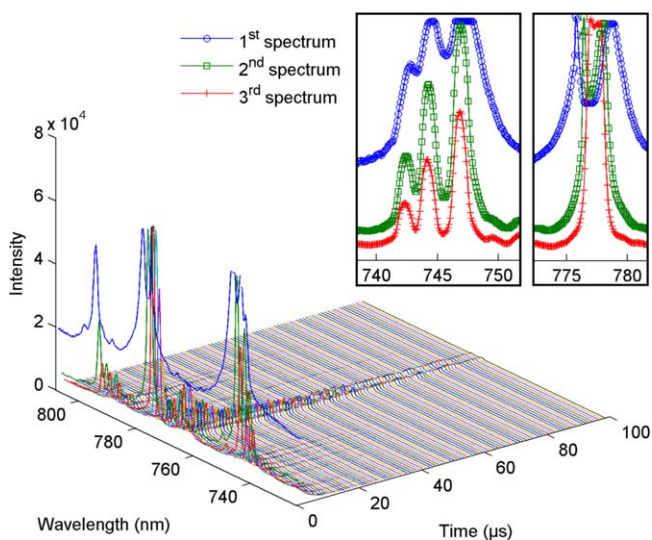 1st spectrum
2nd spectrum
3rd spectrum
740 745 750
775 780
8 x 10^4
6
4
2
0
Intensity
800
780
760
740
Wavelength (nm)
0
20
40
60
80
100
Time (µs)